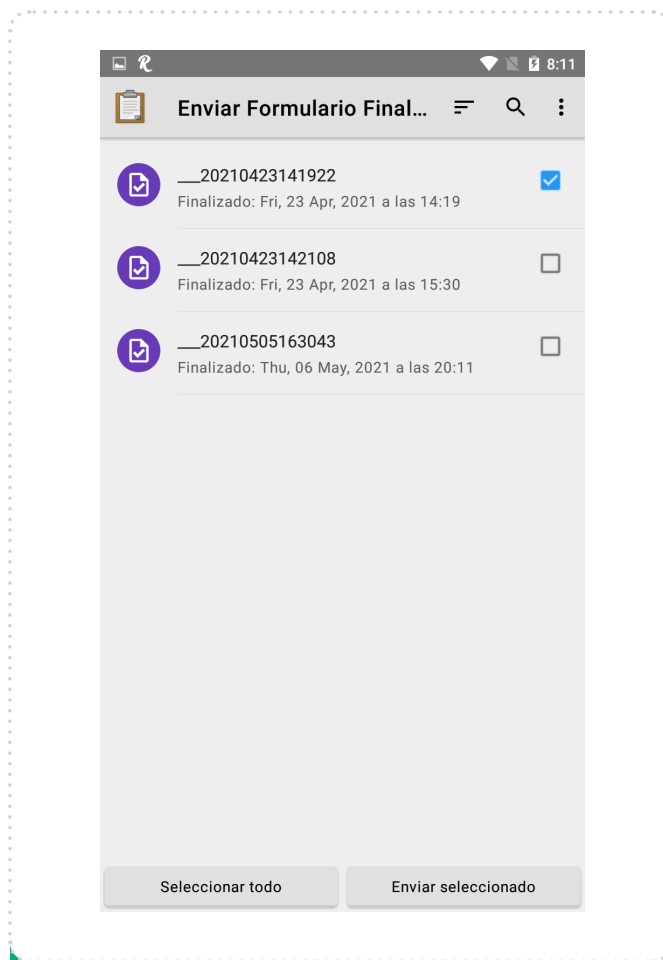 R 8:11
Enviar Formulario Final...
___20210423141922
Finalizado: Fri, 23 Apr, 2021 a las 14:19
___20210423142108
Finalizado: Fri, 23 Apr, 2021 a las 15:30
___20210505163043
Finalizado: Thu, 06 May, 2021 a las 20:11
Seleccionar todo Enviar seleccionado